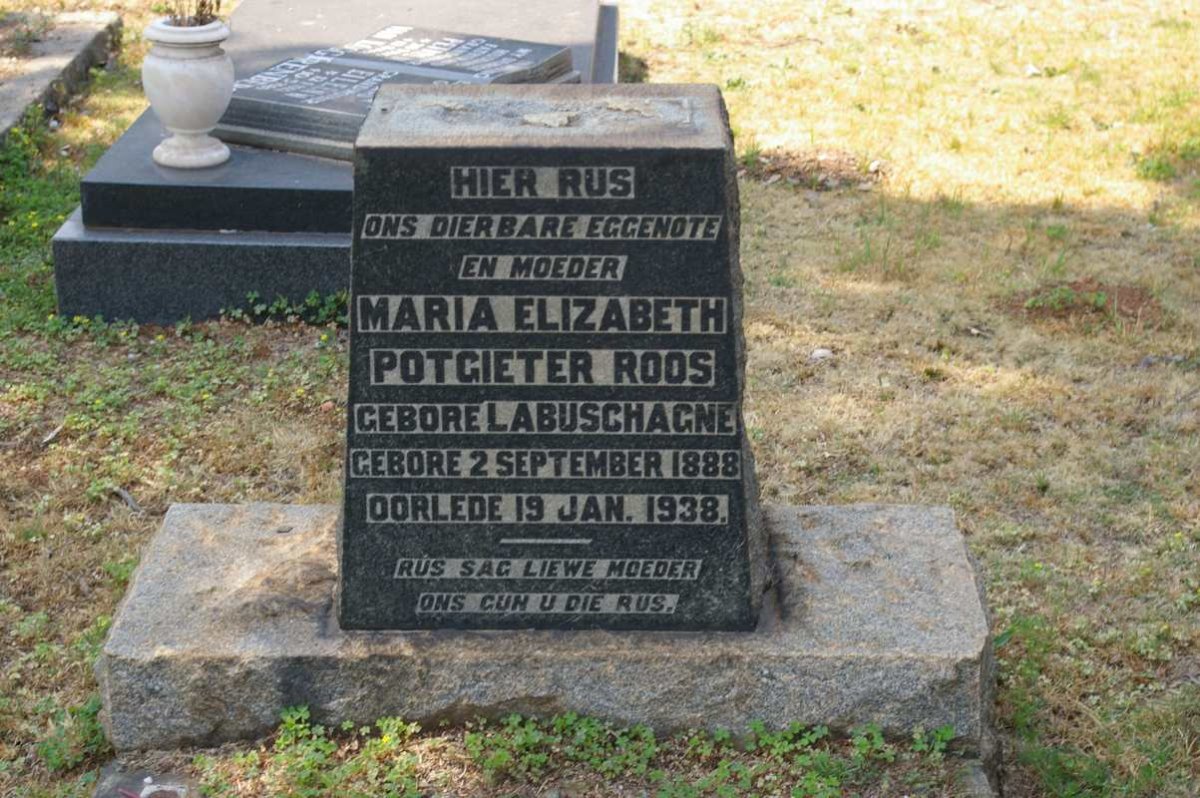 HIER RUS
ONS DIERBARE EGGENOTE
EN MOEDER
MARIA ELIZABETH
POTGIETER ROOS
GEBORE LABUSCHAGNE
GEBORE 2 SEPTEMBER 1888
OORLEDE 19 JAN. 1938.
RUS SAG LIEWE MOEDER
ONS GUN U DIE RUS.